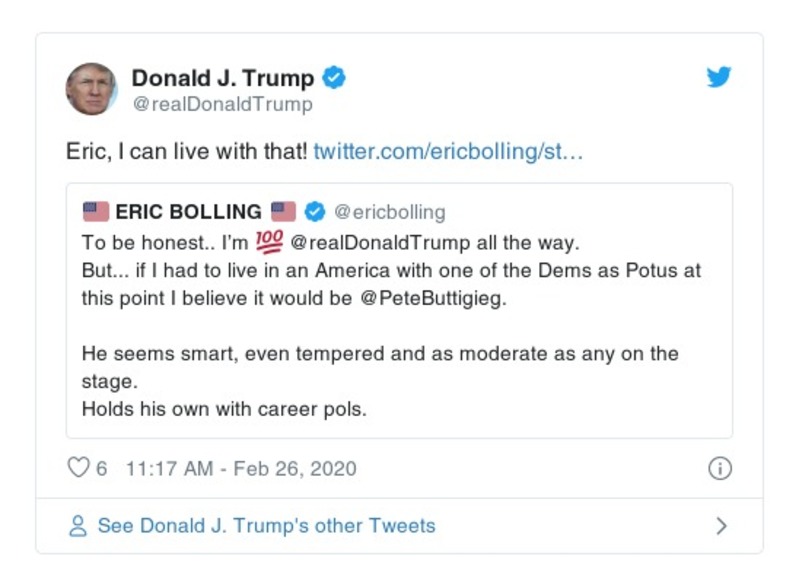 Donald J. Trump
@realDonaldTrump
Eric, I can live with that! twitter.com/ericbolling/st…
🇺🇸 ERIC BOLLING 🇺🇸 @ericbolling
To be honest.. I'm 💯 @realDonaldTrump all the way.
But... if I had to live in an America with one of the Dems as Potus at
this point I believe it would be @PeteButtigieg.
He seems smart, even tempered and as moderate as any on the
stage.
Holds his own with career pols.
6 11:17 AM - Feb 26, 2020
See Donald J. Trump's other Tweets